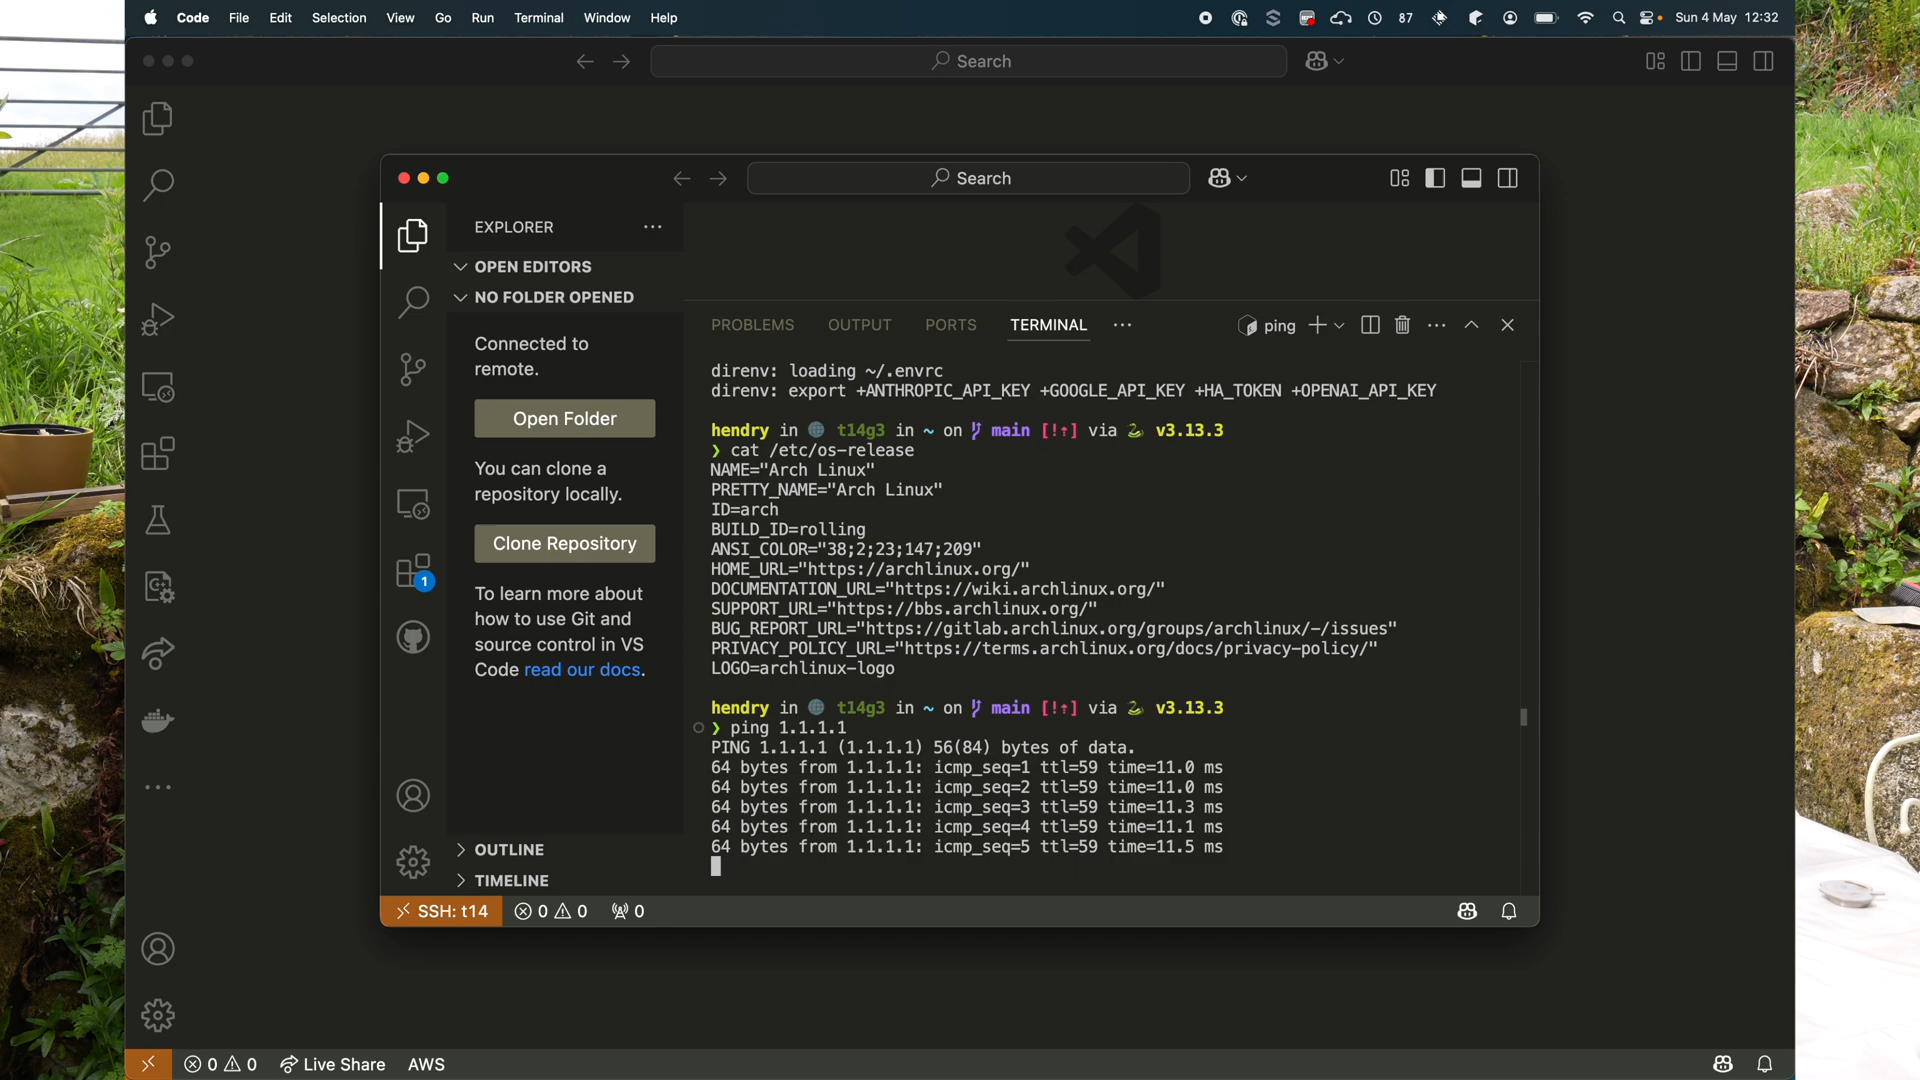 Code File Edit Selection View Go Run Terminal Window Help 87 Sun 4 May 12:32
Search
Search
EXPLORER
OPEN EDITORS
NO FOLDER OPENED
Connected to
remote.
Open Folder
You can clone a
repository locally.
Clone Repository
To learn more about
how to use Git and
source control in VS
Code read our docs.
1
OUTLINE
TIMELINE
PROBLEMS OUTPUT PORTS TERMINAL ping
direnv: loading ~/.envrc
direnv: export +ANTHROPIC_API_KEY +GOOGLE_API_KEY +HA_TOKEN +OPENAI_API_KEY
hendry in 🌐 t14g3 in ~ on main [!⇡] via 🐍 v3.13.3
❯ cat /etc/os-release
NAME="Arch Linux"
PRETTY_NAME="Arch Linux"
ID=arch
BUILD_ID=rolling
ANSI_COLOR="38;2;23;147;209"
HOME_URL="https://archlinux.org/"
DOCUMENTATION_URL="https://wiki.archlinux.org/"
SUPPORT_URL="https://bbs.archlinux.org/"
BUG_REPORT_URL="https://gitlab.archlinux.org/groups/archlinux/-/issues"
PRIVACY_POLICY_URL="https://terms.archlinux.org/docs/privacy-policy/"
LOGO=archlinux-logo
hendry in 🌐 t14g3 in ~ on main [!⇡] via 🐍 v3.13.3
❯ ping 1.1.1.1
PING 1.1.1.1 (1.1.1.1) 56(84) bytes of data.
64 bytes from 1.1.1.1: icmp_seq=1 ttl=59 time=11.0 ms
64 bytes from 1.1.1.1: icmp_seq=2 ttl=59 time=11.0 ms
64 bytes from 1.1.1.1: icmp_seq=3 ttl=59 time=11.3 ms
64 bytes from 1.1.1.1: icmp_seq=4 ttl=59 time=11.1 ms
64 bytes from 1.1.1.1: icmp_seq=5 ttl=59 time=11.5 ms
SSH: t14 0 0 0
0 0 Live Share AWS